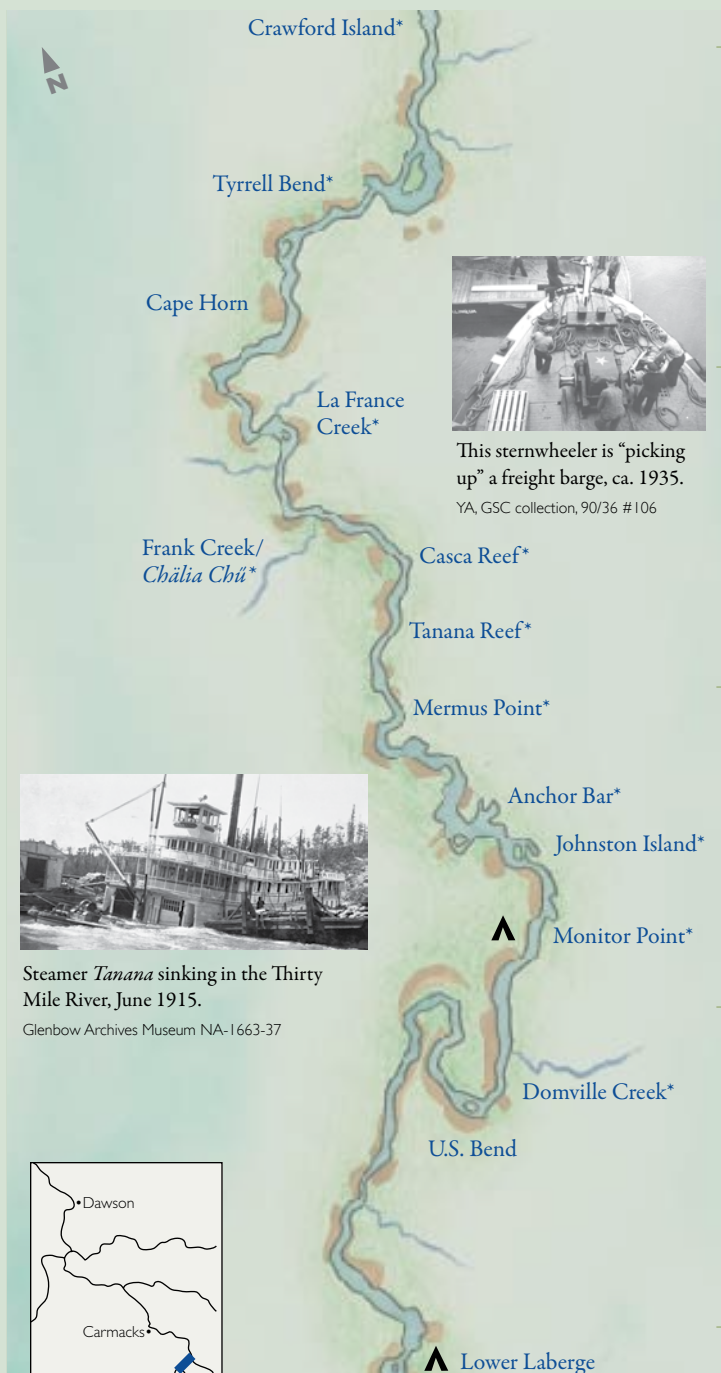 Crawford Island*
N
Tyrrell Bend*
Cape Horn
La France
Creek*
This sternwheeler is “picking
up” a freight barge, ca. 1935.
YA, GSC collection, 90/36 #106
Frank Creek/
Chälia Chű*
Casca Reef*
Tanana Reef*
Mermus Point*
Anchor Bar*
Johnston Island*
Monitor Point*
Steamer Tanana sinking in the Thirty
Mile River, June 1915.
Glenbow Archives Museum NA-1663-37
Domville Creek*
U.S. Bend
Dawson
Carmacks
Lower Laberge